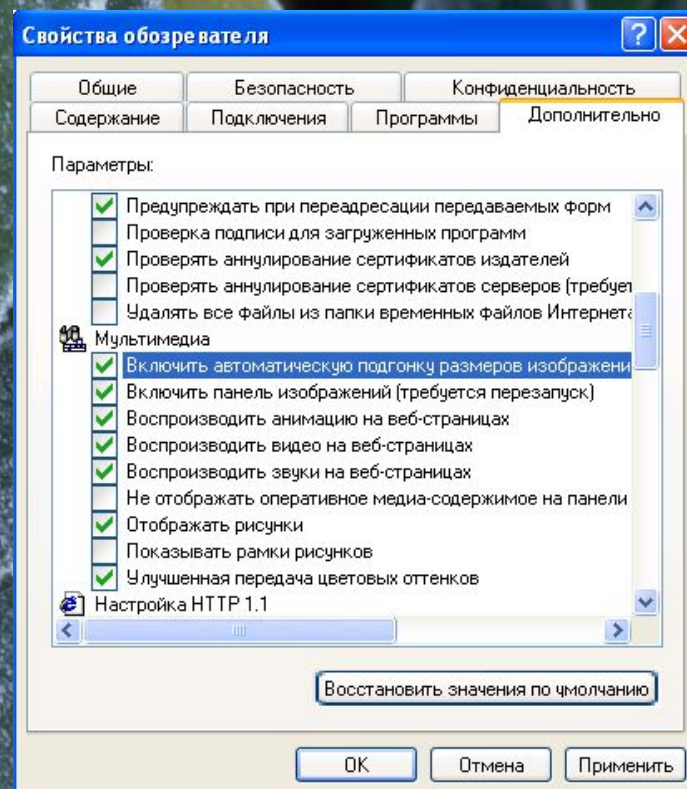 Свойства обозревателя
Общие
Безопасность
Конфиденциальность
Содержание
Подключения
Программы
Дополнительно
Параметры:
Предупреждать при переадресации передаваемых форм
Проверка подписи для загруженных программ
Проверять аннулирование сертификатов издателей
Проверять аннулирование сертификатов серверов (требует
Удалять все файлы из папки временных файлов Интернета
Мультимедиа
Включить автоматическую подгонку размеров изображени
Включить панель изображений (требуется перезапуск)
Воспроизводить анимацию на веб-страницах
Воспроизводить видео на веб-страницах
Воспроизводить звуки на веб-страницах
Не отображать оперативное медиа-содержимое на панели
Отображать рисунки
Показывать рамки рисунков
Улучшенная передача цветовых оттенков
Настройка HTTP 1.1
Восстановить значения по умолчанию
OK
Отмена
Применить